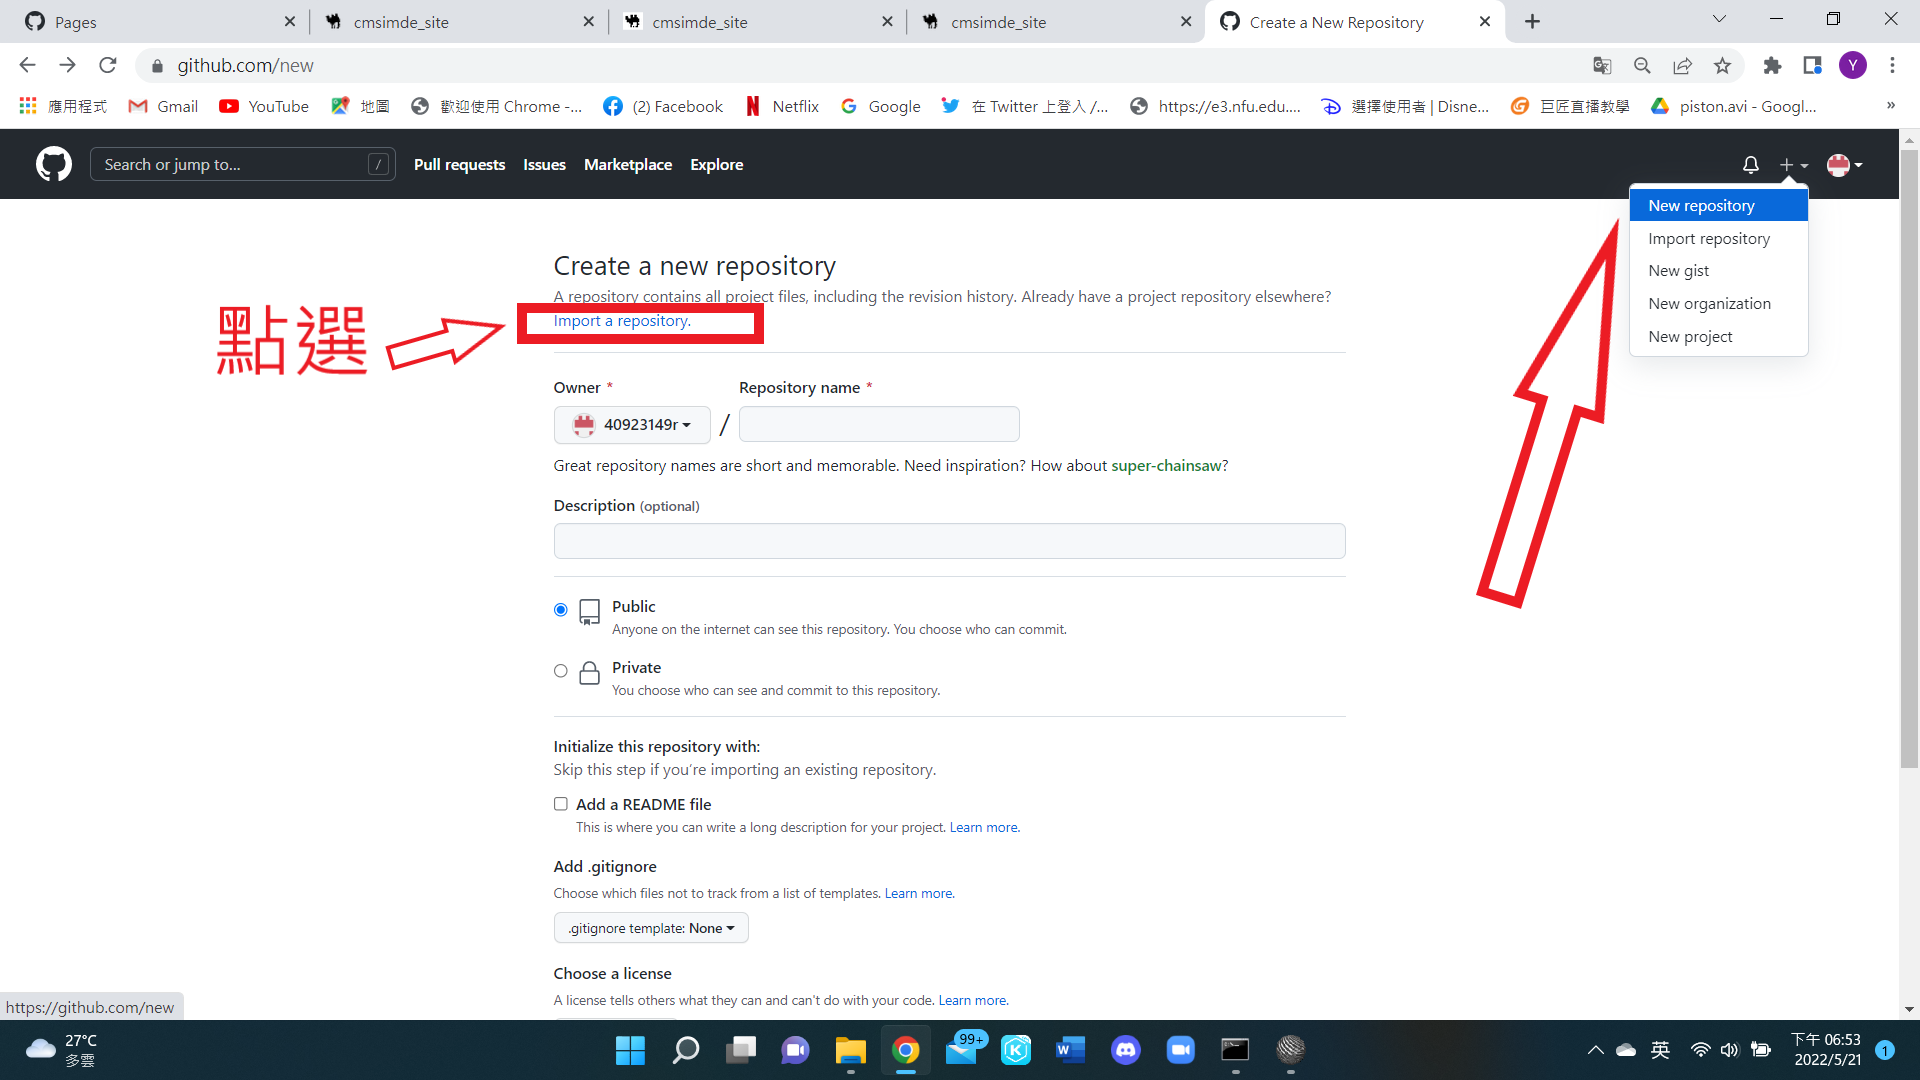 Pages
cmsimde_site
cmsimde_site
cmsimde_site
Create a New Repository
github.com/new
應用程式
Gmail
YouTube
地圖
歡迎使用 Chrome -...
(2) Facebook
Netflix
Google
在 Twitter 上登入 /...
https://e3.nfu.edu....
選擇使用者 | Disne...
巨匠直播教學
piston.avi - Googl...
»
Y
Search or jump to...
/
Pull requests
Issues
Marketplace
Explore
New repository
Import repository
New gist
New organization
New project
Create a new repository
A repository contains all project files, including the revision history. Already have a project repository elsewhere?
Import a repository.
點選
Owner *
Repository name *
40923149r
/
Great repository names are short and memorable. Need inspiration? How about super-chainsaw?
Description (optional)
Public
Anyone on the internet can see this repository. You choose who can commit.
Private
You choose who can see and commit to this repository.
Initialize this repository with:
Skip this step if you’re importing an existing repository.
Add a README file
This is where you can write a long description for your project. Learn more.
Add .gitignore
Choose which files not to track from a list of templates. Learn more.
.gitignore template: None
Choose a license
A license tells others what they can and can't do with your code. Learn more.
https://github.com/new
27°C
多雲
99+
K
W
英
下午 06:53
2022/5/21
1